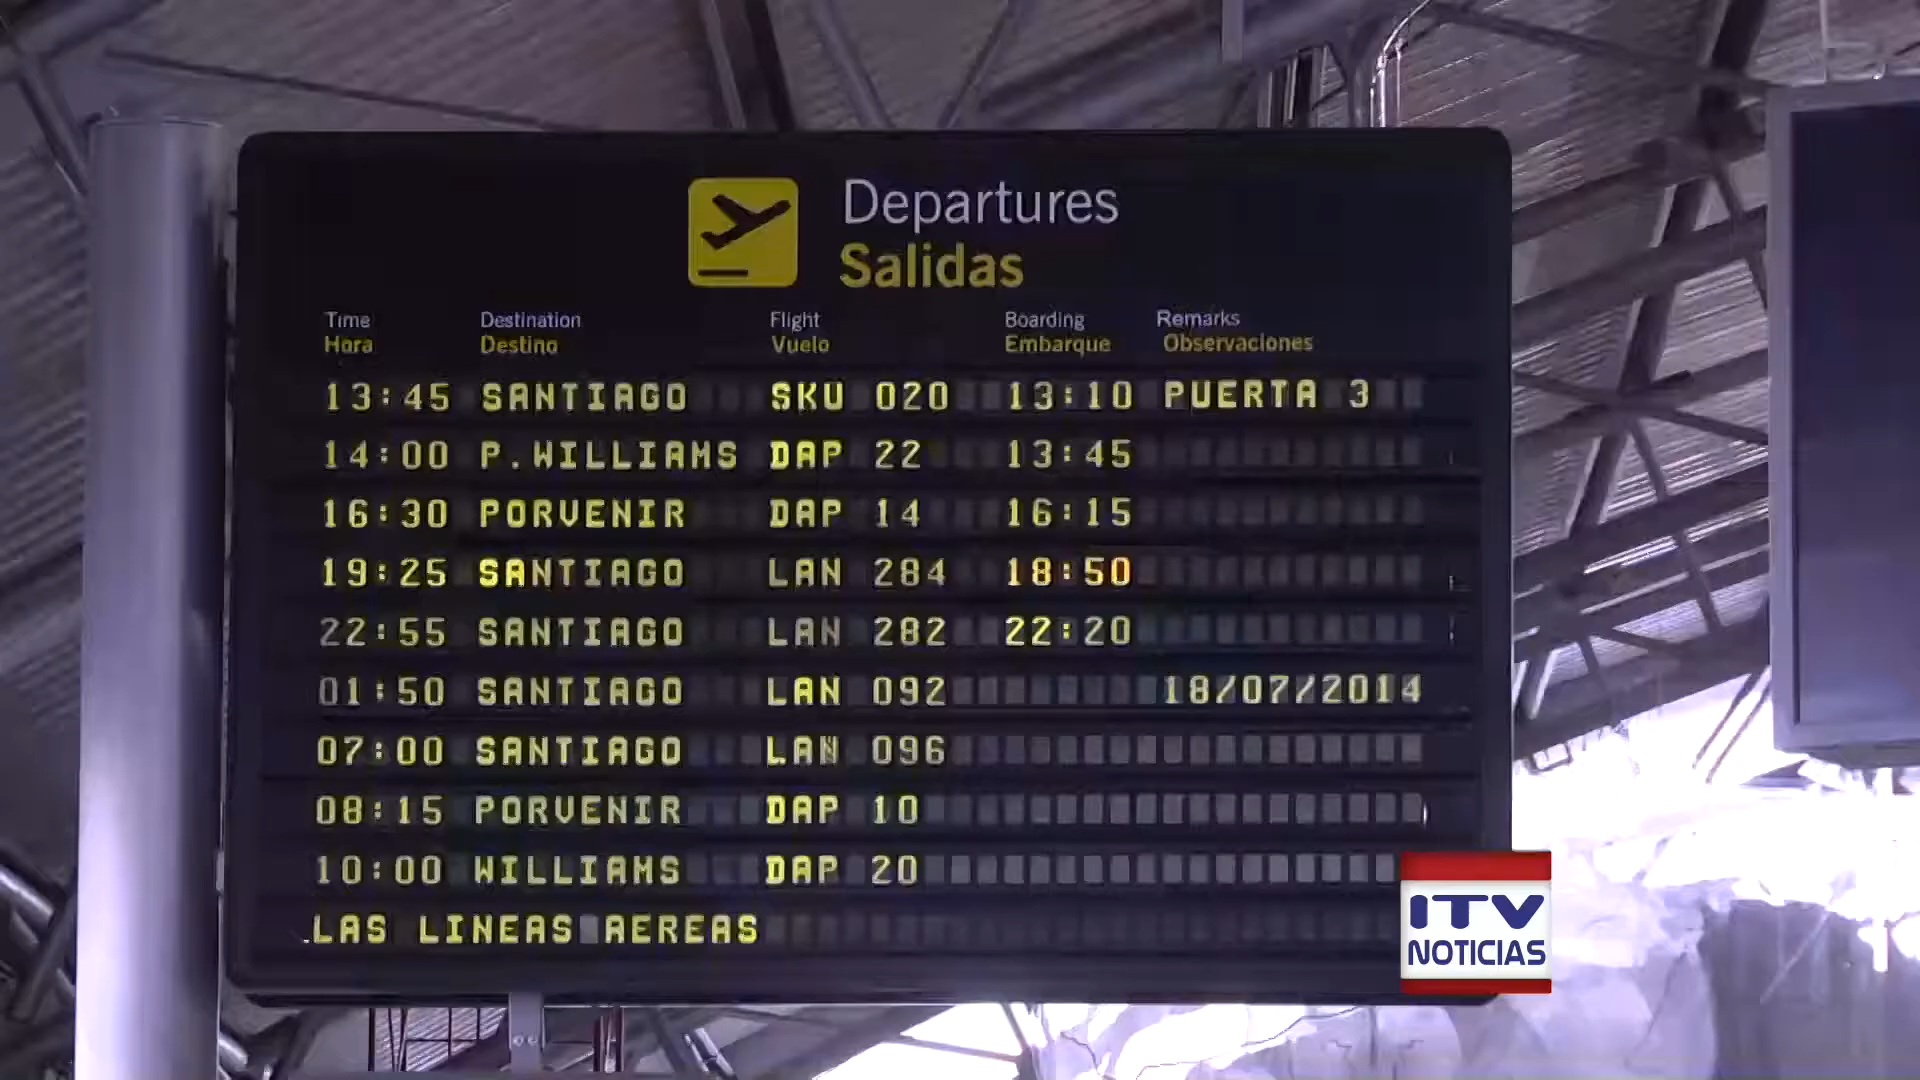 Departures
Salidas
Time Destination Flight Boarding Remarks
Hora Destino Vuelo Embarque Observaciones
13:45 SANTIAGO SKU 020 13:10 PUERTA 3
14:00 P.WILLIAMS DAP 22 13:45
16:30 PORVENIR DAP 14 16:15
19:25 SANTIAGO LAN 284 18:50
22:55 SANTIAGO LAN 282 22:20
01:50 SANTIAGO LAN 092 18/07/2014
07:00 SANTIAGO LAN 096
08:15 PORVENIR DAP 10
10:00 WILLIAMS DAP 20
.LAS LINEAS AEREAS
ITV
NOTICIAS